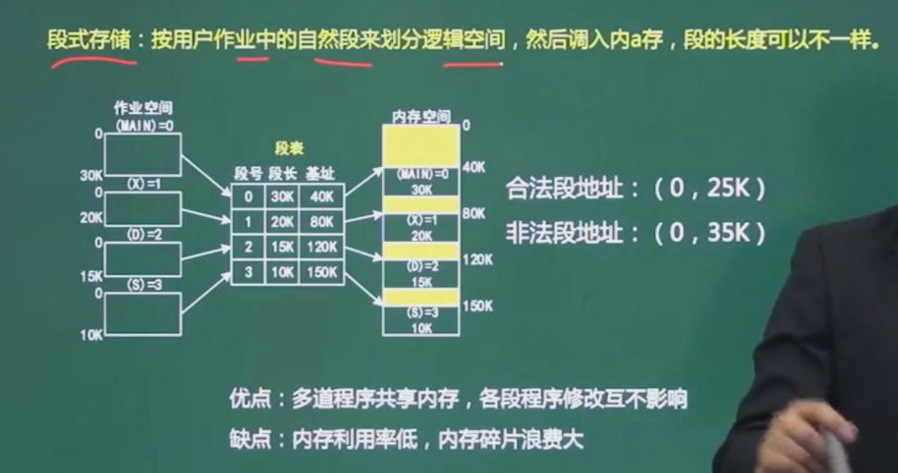 段式存储：按用户作业中的自然段来划分逻辑空间，然后调入内a存，段的长度可以不一样。
作业空间
(MAIN)=0
0
30K
(X)=1
0
20K
(D)=2
0
15K
(S)=3
0
10K
段表
段号 段长 基址
0 30K 40K
1 20K 80K
2 15K 120K
3 10K 150K
内存空间
0
40K
(MAIN)=0
30K
80K
(X)=1
20K
120K
(D)=2
15K
150K
(S)=3
10K
合法段地址：（0，25K）
非法段地址：（0，35K）
优点：多道程序共享内存，各段程序修改互不影响
缺点：内存利用率低，内存碎片浪费大